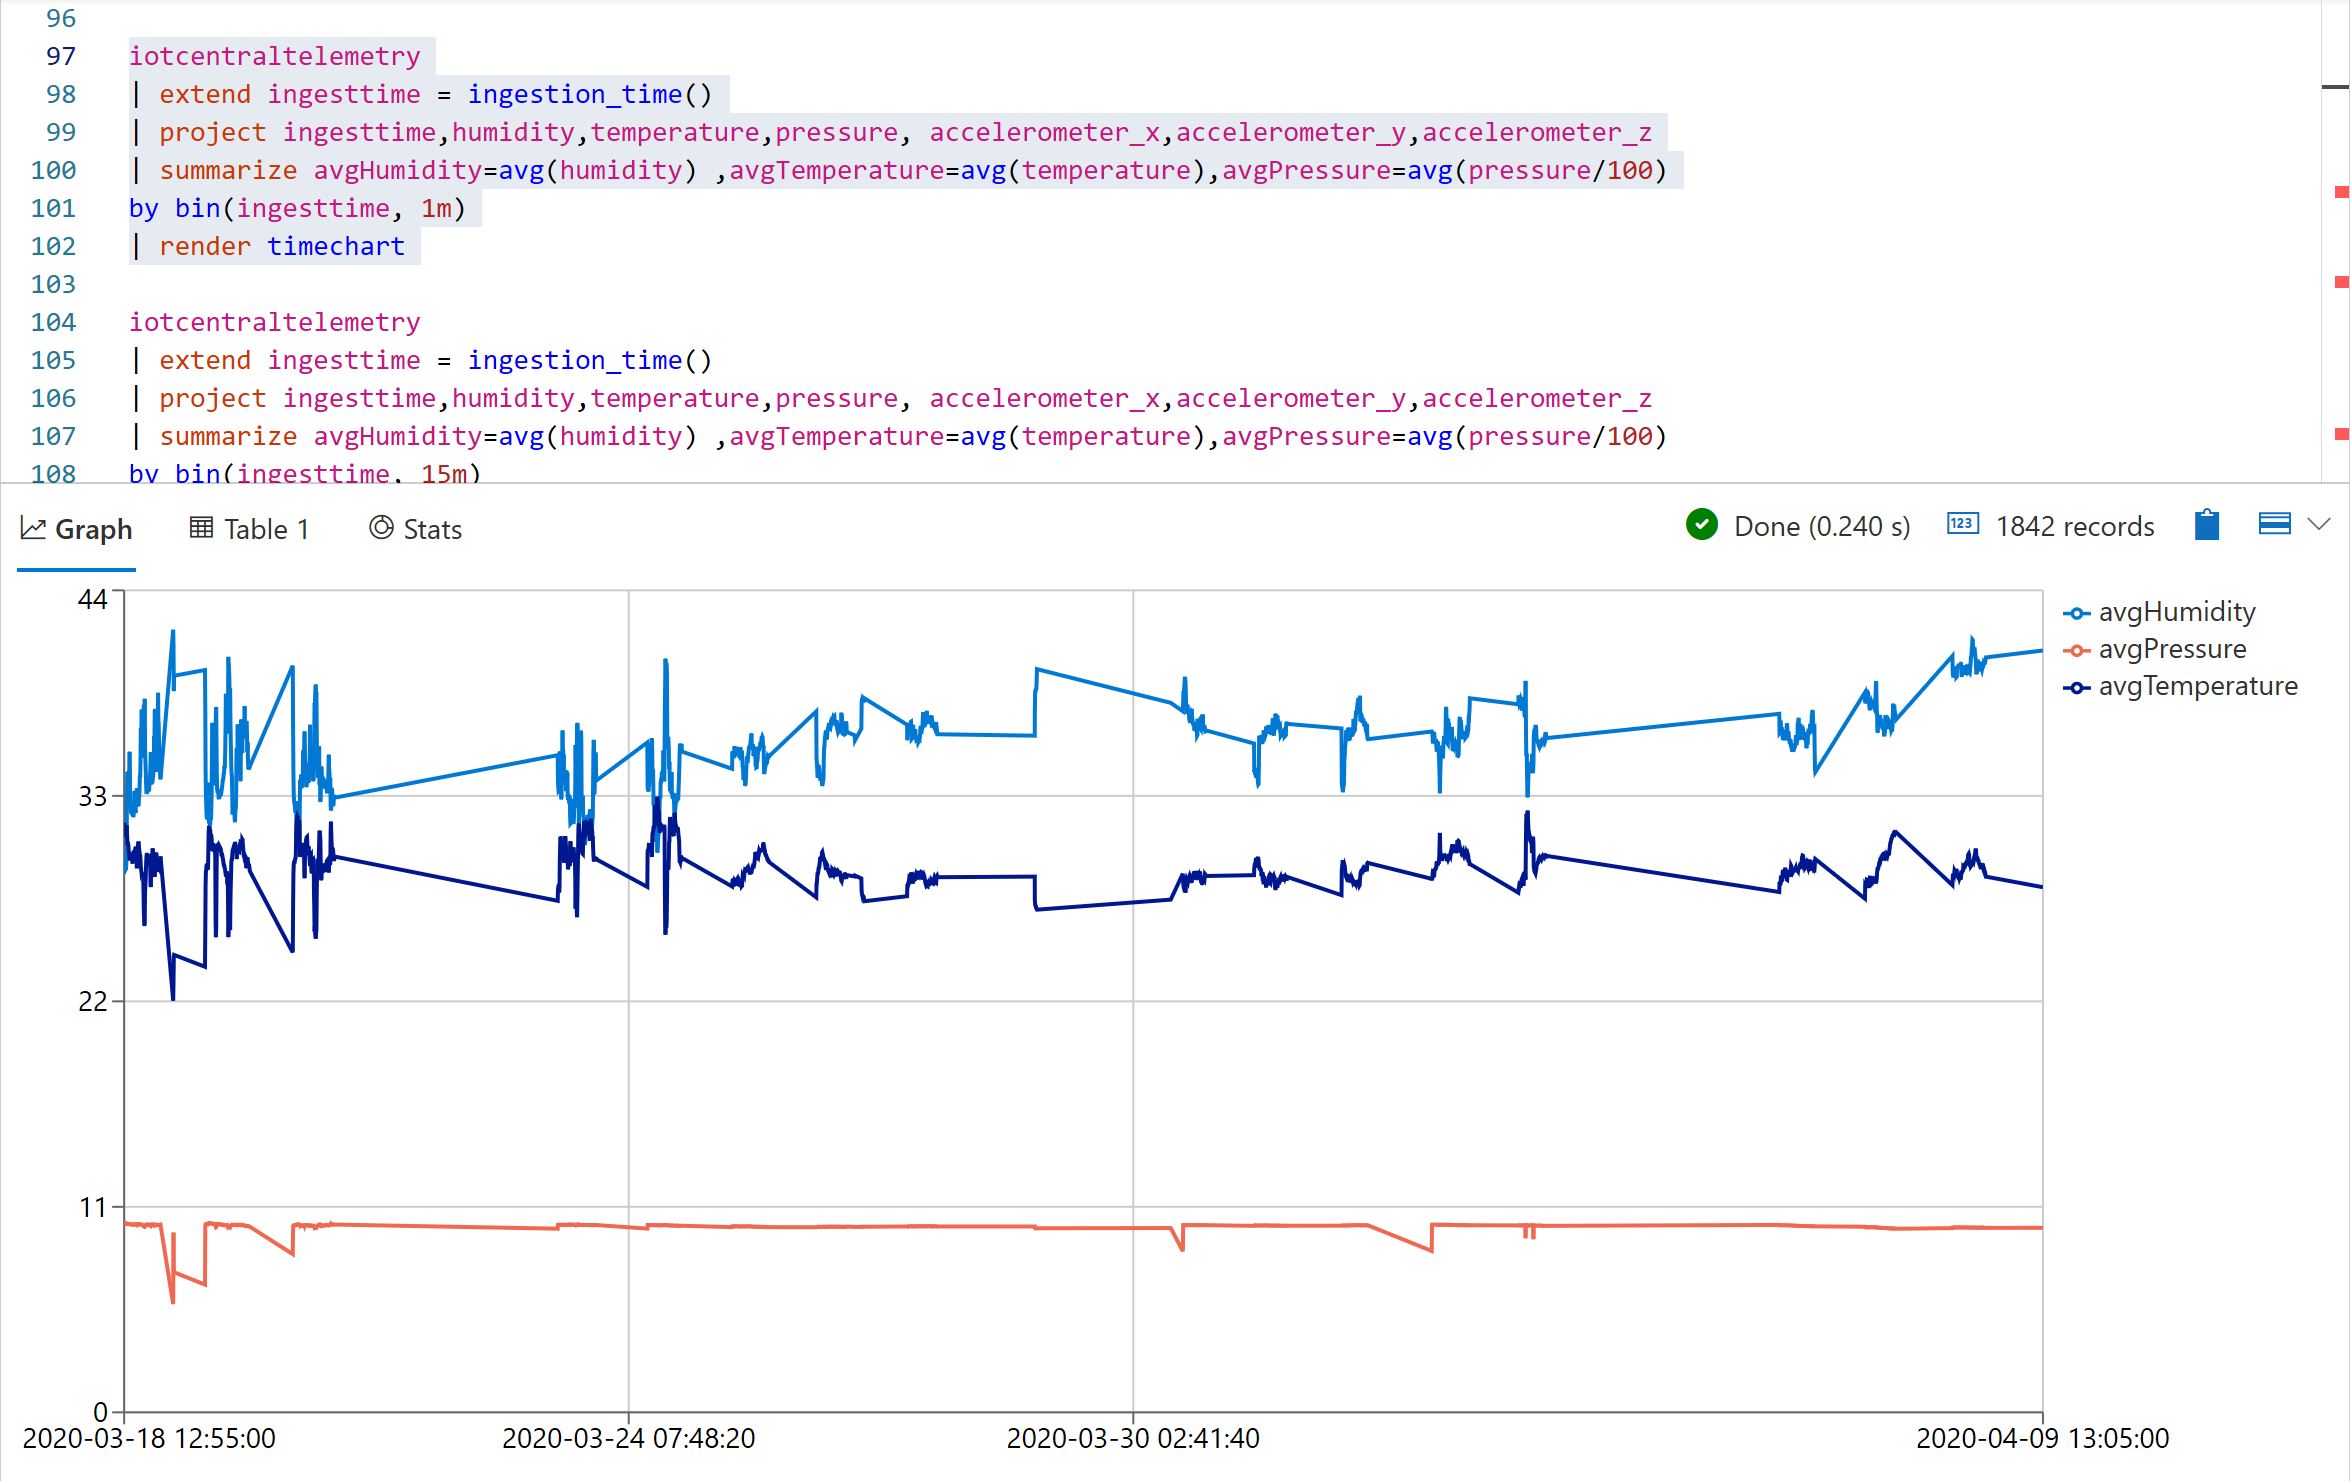 96
97 iotcentraltelemetry
98 | extend ingesttime = ingestion_time()
99 | project ingesttime,humidity,temperature,pressure, accelerometer_x,accelerometer_y,accelerometer_z
100 | summarize avgHumidity=avg(humidity) ,avgTemperature=avg(temperature),avgPressure=avg(pressure/100)
101 by bin(ingesttime, 1m)
102 | render timechart
103
104 iotcentraltelemetry
105 | extend ingesttime = ingestion_time()
106 | project ingesttime,humidity,temperature,pressure, accelerometer_x,accelerometer_y,accelerometer_z
107 | summarize avgHumidity=avg(humidity) ,avgTemperature=avg(temperature),avgPressure=avg(pressure/100)
108 by bin(ingesttime, 15m)
Graph Table 1 Stats Done (0.240 s) 123 1842 records
44
33
22
11
0
avgHumidity
avgPressure
avgTemperature
2020-03-18 12:55:00 2020-03-24 07:48:20 2020-03-30 02:41:40 2020-04-09 13:05:00